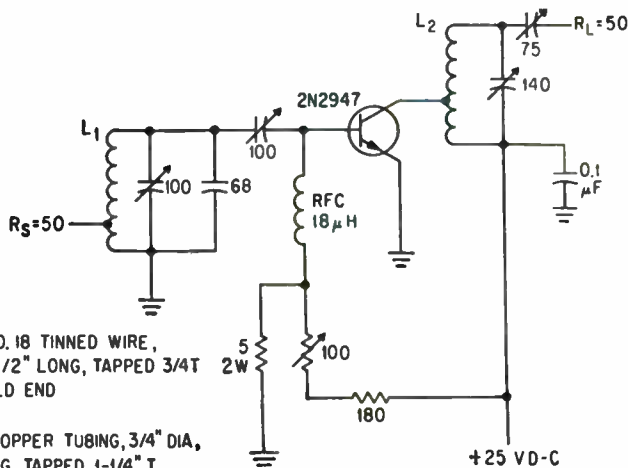 L2
RL=50
75
2N2947
140
L1
100
100
68
0.1
μF
RFC
18μH
RS=50
0.18 TINNED WIRE,
/2" LONG, TAPPED 3/4T
LD END
5
2W
100
180
OPPER TUBING, 3/4" DIA,
G, TAPPED 1-1/4" T
+25 VD-C